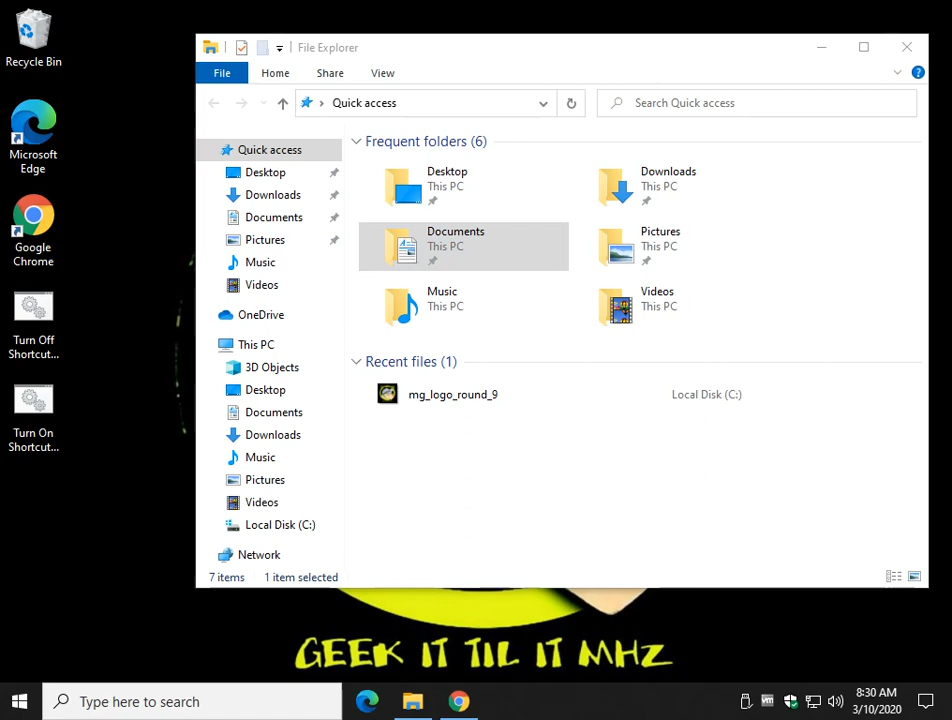 Recycle Bin
Microsoft
Edge
Google
Chrome
Turn Off
Shortcut...
Turn On
Shortcut...
File Explorer
File Home Share View
Quick access
Search Quick access
Quick access
Desktop
Downloads
Documents
Pictures
Music
Videos
OneDrive
This PC
3D Objects
Desktop
Documents
Downloads
Music
Pictures
Videos
Local Disk (C:)
Network
Frequent folders (6)
Desktop
This PC
Downloads
This PC
Documents
This PC
Pictures
This PC
Music
This PC
Videos
This PC
Recent files (1)
mg_logo_round_9 Local Disk (C:)
7 items 1 item selected
GEEK IT TIL IT MHZ
Type here to search
vm
8:30 AM
3/10/2020